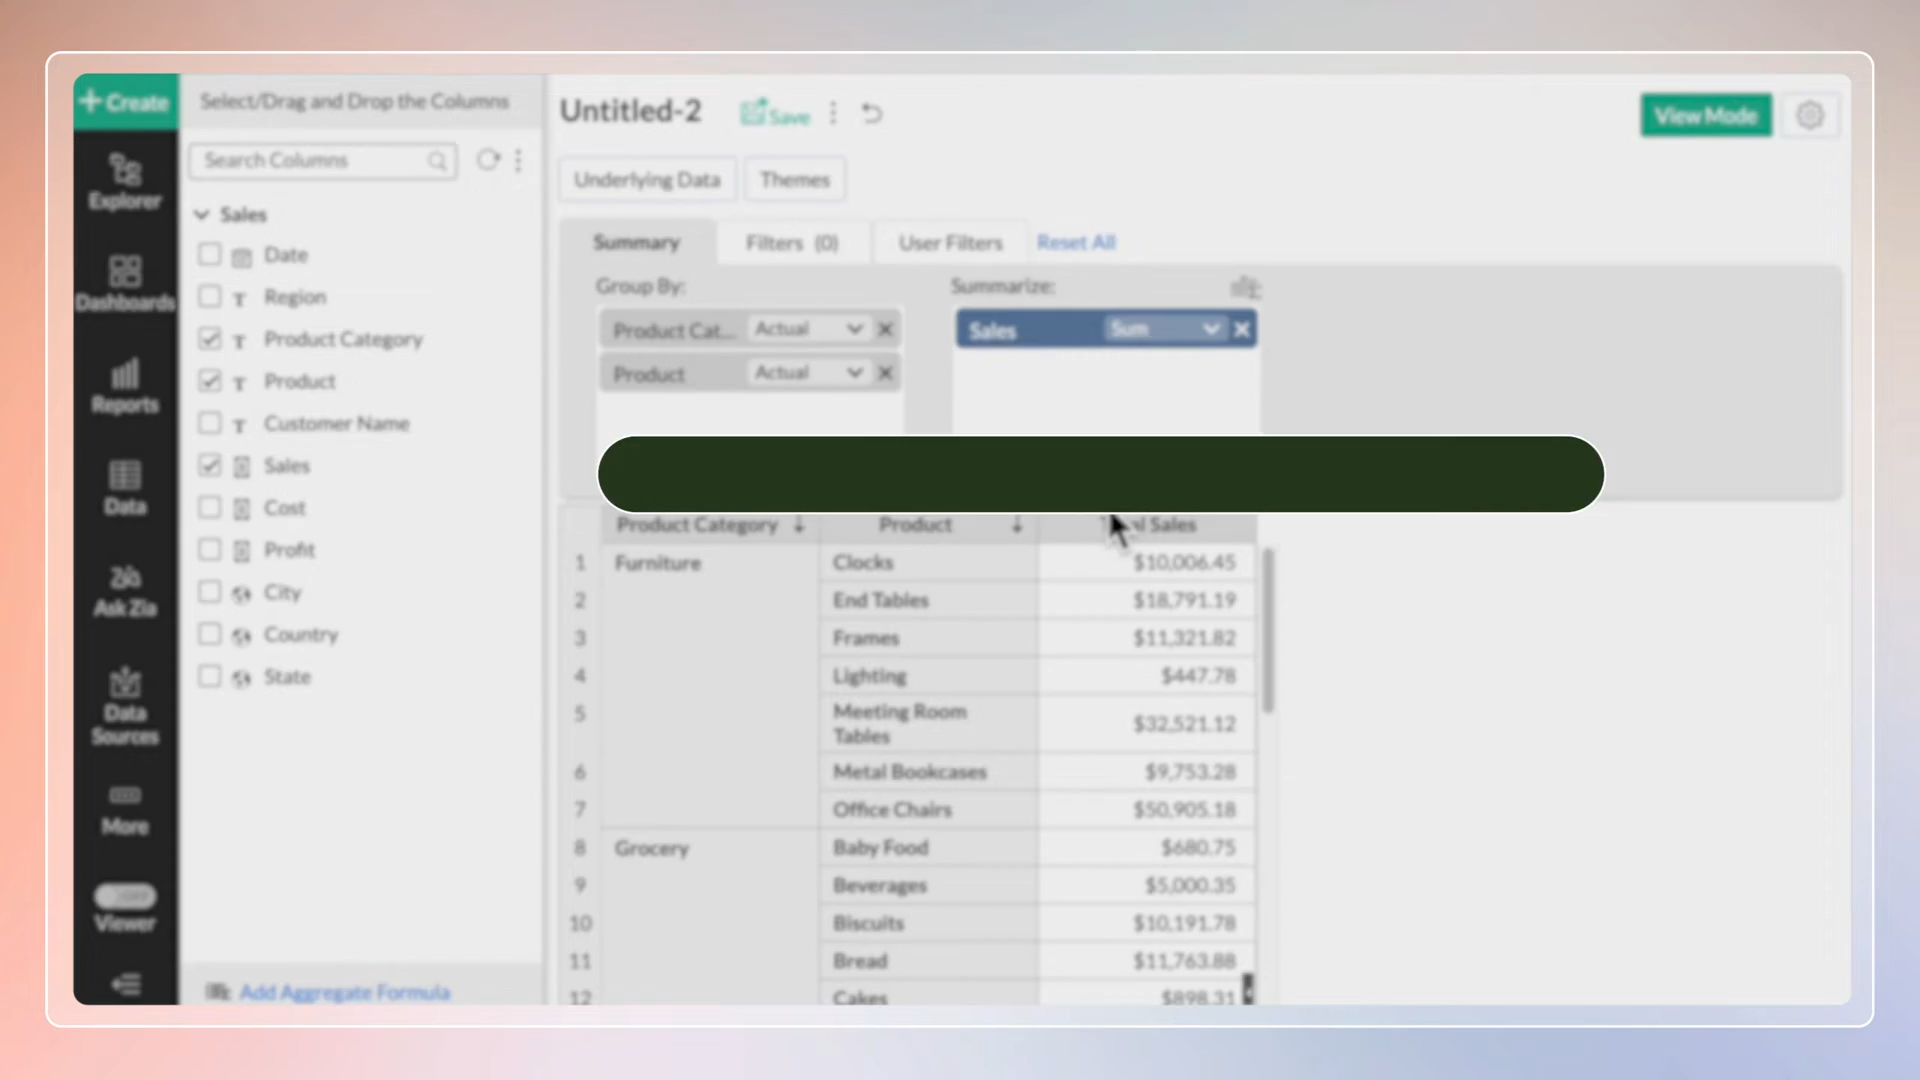 + Create
Explorer
Dashboards
Reports
Data
Ask Zia
Data
Sources
More
Viewer
Select/Drag and Drop the Columns
Search Columns
Sales
Date
Region
Product Category
Product
Customer Name
Sales
Cost
Profit
City
Country
State
Add Aggregate Formula
Untitled-2
Save
View Mode
Underlying Data
Themes
Summary
Filters (0)
User Filters
Reset All
Group By:
Summarize:
Product Cat... Actual
Product Actual
Sales Sum
Product Category Product Sales
1 Furniture Clocks $10,006.45
2 End Tables $18,791.19
3 Frames $11,321.82
4 Lighting $447.78
5 Meeting Room
Tables $32,521.12
6 Metal Bookcases $9,753.28
7 Office Chairs $50,905.18
8 Grocery Baby Food $680.75
9 Beverages $5,000.35
10 Biscuits $10,191.78
11 Bread $11,763.88
12 Cakes $898.31